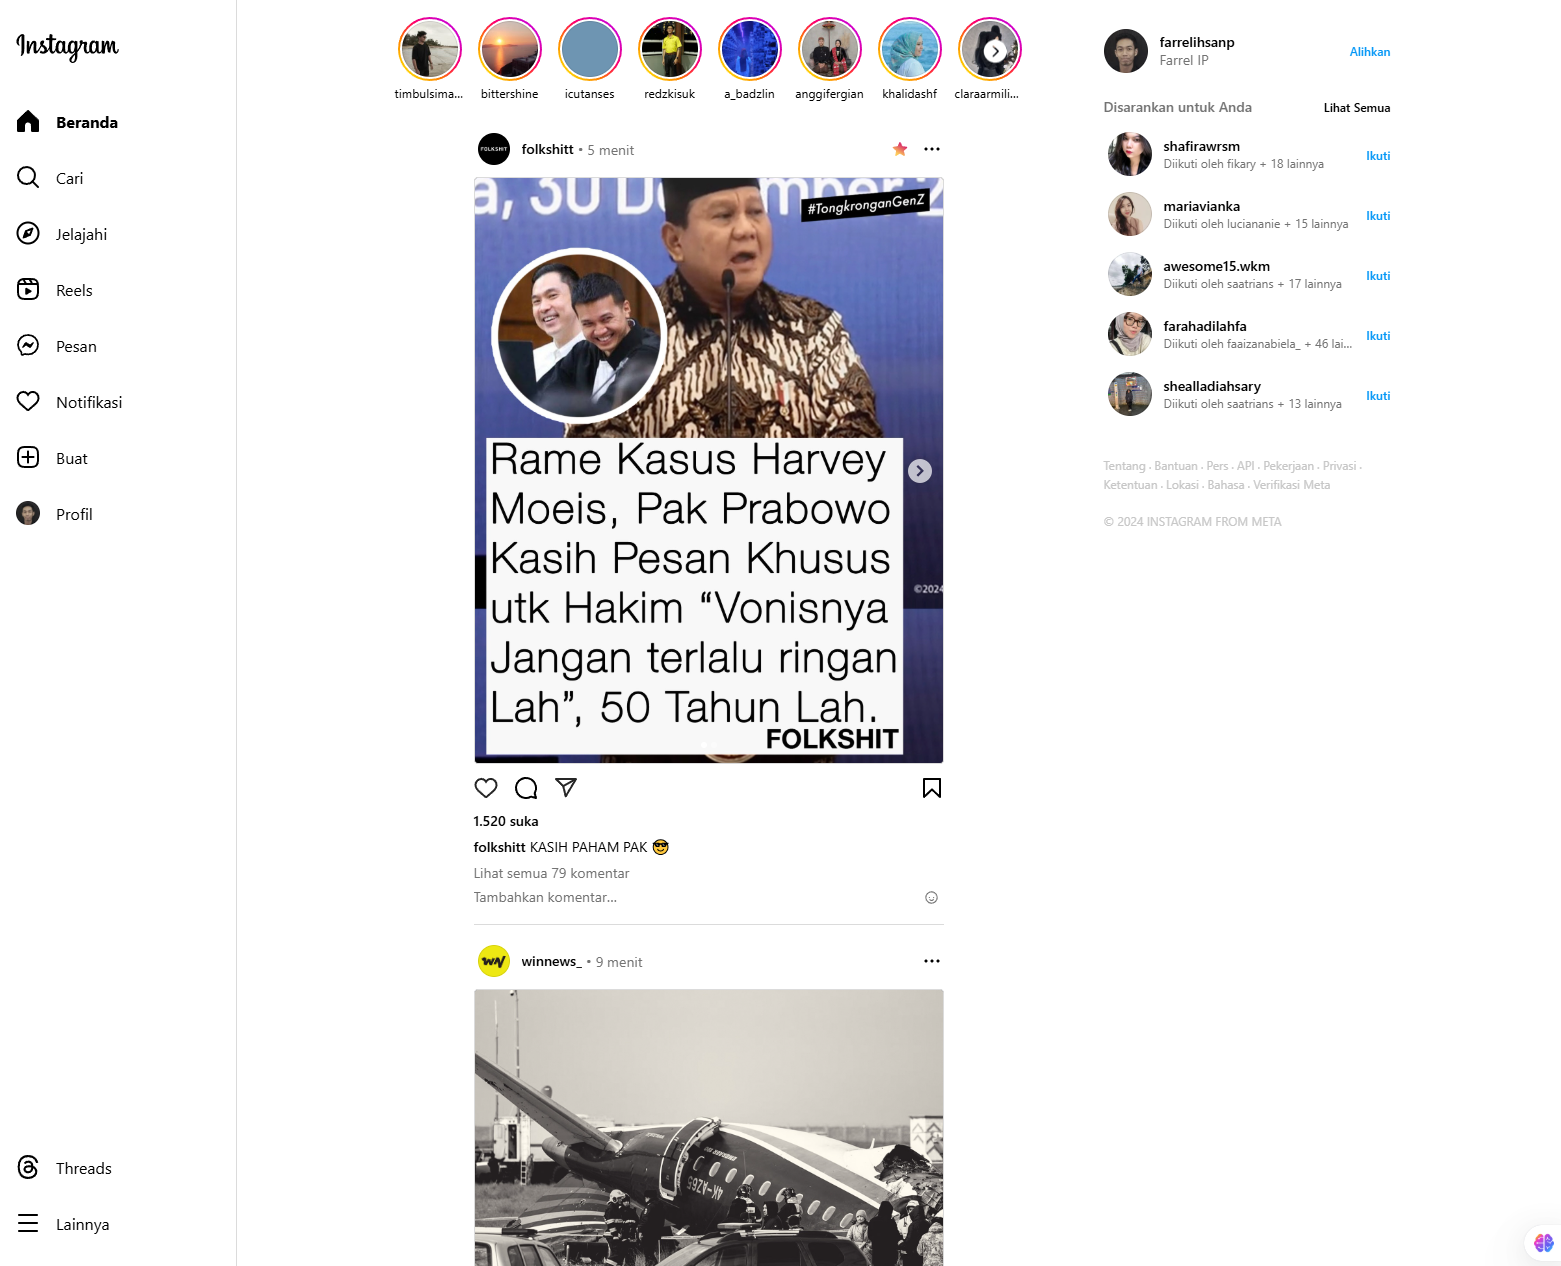 Instagram
Beranda
Cari
Jelajahi
Reels
Pesan
Notifikasi
Buat
Profil
Threads
Lainnya
timbulsima...
bittershine
icutanses
redzkisuk
a_badzlin
anggifergian
khalidashf
claraarmili...
FOLKSHIT
folkshitt • 5 menit
a, 30 De
#TongkronganGenZ
©2024
Rame Kasus Harvey
Moeis, Pak Prabowo
Kasih Pesan Khusus
utk Hakim “Vonisnya
Jangan terlalu ringan
Lah”, 50 Tahun Lah.
FOLKSHIT
1.520 suka
folkshitt KASIH PAHAM PAK 😎
Lihat semua 79 komentar
Tambahkan komentar...
WN
winnews_ • 9 menit
4K-AZ65
farrelihsanp
Farrel IP
Alihkan
Disarankan untuk Anda
Lihat Semua
shafirawrsm
Diikuti oleh fikary + 18 lainnya
Ikuti
mariavianka
Diikuti oleh luciananie + 15 lainnya
Ikuti
awesome15.wkm
Diikuti oleh saatrians + 17 lainnya
Ikuti
farahadilahfa
Diikuti oleh faaizanabiela_ + 46 lai...
Ikuti
shealladiahsary
Diikuti oleh saatrians + 13 lainnya
Ikuti
Tentang · Bantuan · Pers · API · Pekerjaan · Privasi ·
Ketentuan · Lokasi · Bahasa · Verifikasi Meta
© 2024 INSTAGRAM FROM META